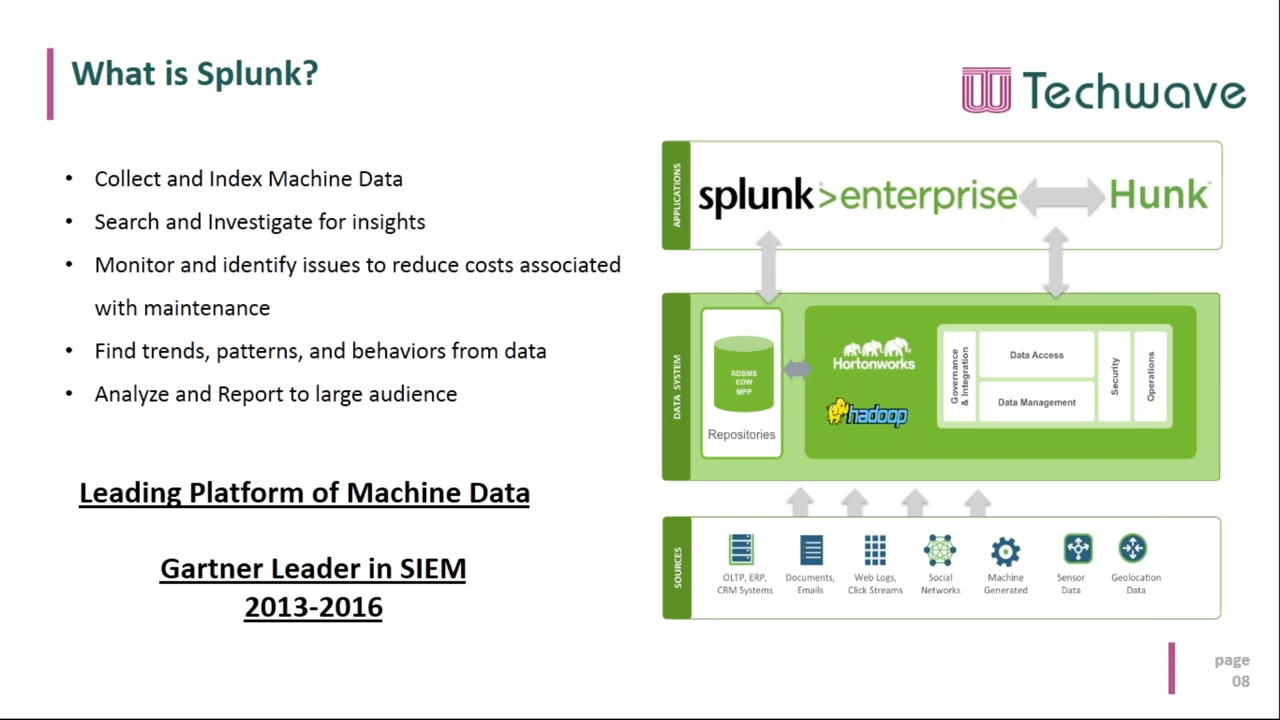 What is Splunk?
Techwave
• Collect and Index Machine Data
• Search and Investigate for insights
• Monitor and identify issues to reduce costs associated
with maintenance
• Find trends, patterns, and behaviors from data
• Analyze and Report to large audience
Leading Platform of Machine Data
Gartner Leader in SIEM
2013-2016
APPLICATIONS
splunk>enterprise
Hunk™
DATA SYSTEM
RDBMS
EDW
MPP
Repositories
Hortonworks
hadoop
Governance
& Integration
Data Access
Data Management
Security
Operations
SOURCES
OLTP, ERP,
CRM Systems
Documents,
Emails
Web Logs,
Click Streams
Social
Networks
Machine
Generated
Sensor
Data
Geolocation
Data
page
08